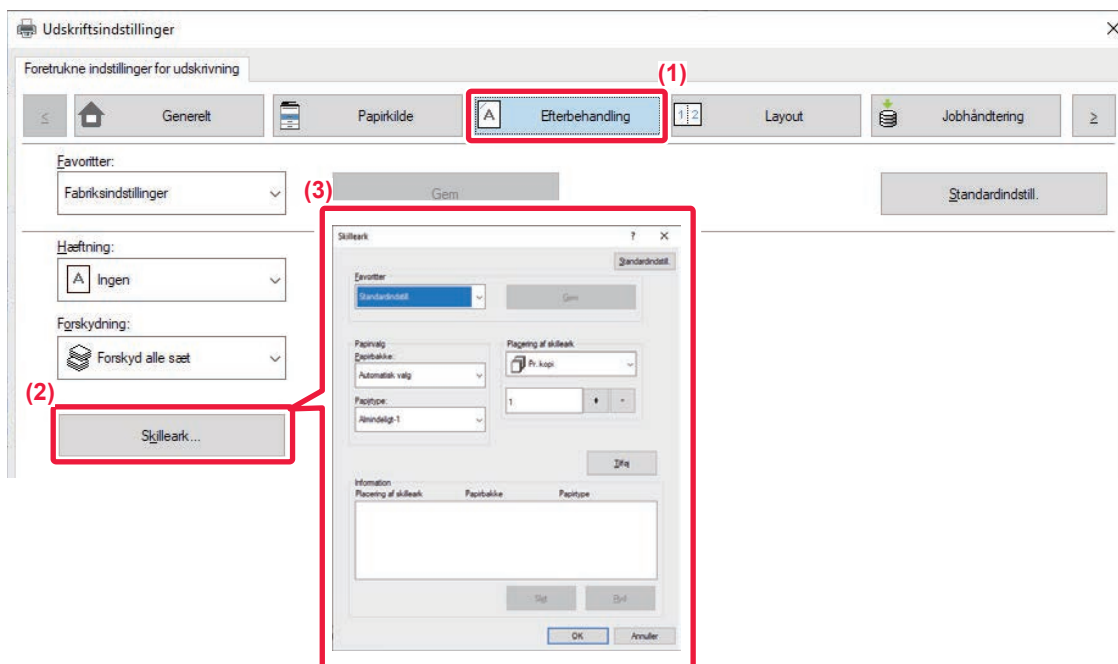 Udskriftsindstillinger
Foretrukne indstillinger for udskrivning
(1)
≤ Generelt Papirkilde A Efterbehandling 1 2 Layout Jobhåndtering ≥
Favoritter:
Fabriksindstillinger
(3)
Gem
Standardindstill.
Hæftning:
A Ingen
Forskydning:
Forskyd alle sæt
(2)
Skilleark...
Skilleark ?
Standardindstill.
Favoritter
Standardindstill.
Gem
Papirvalg
Papirbakke:
Automatisk valg
Papirtype:
Almindeligt-1
Placering af skilleark
Pr. kopi
1 + -
Tilføj
Information
Placering af skilleark Papirbakke Papirtype
Slet
OK Annuller